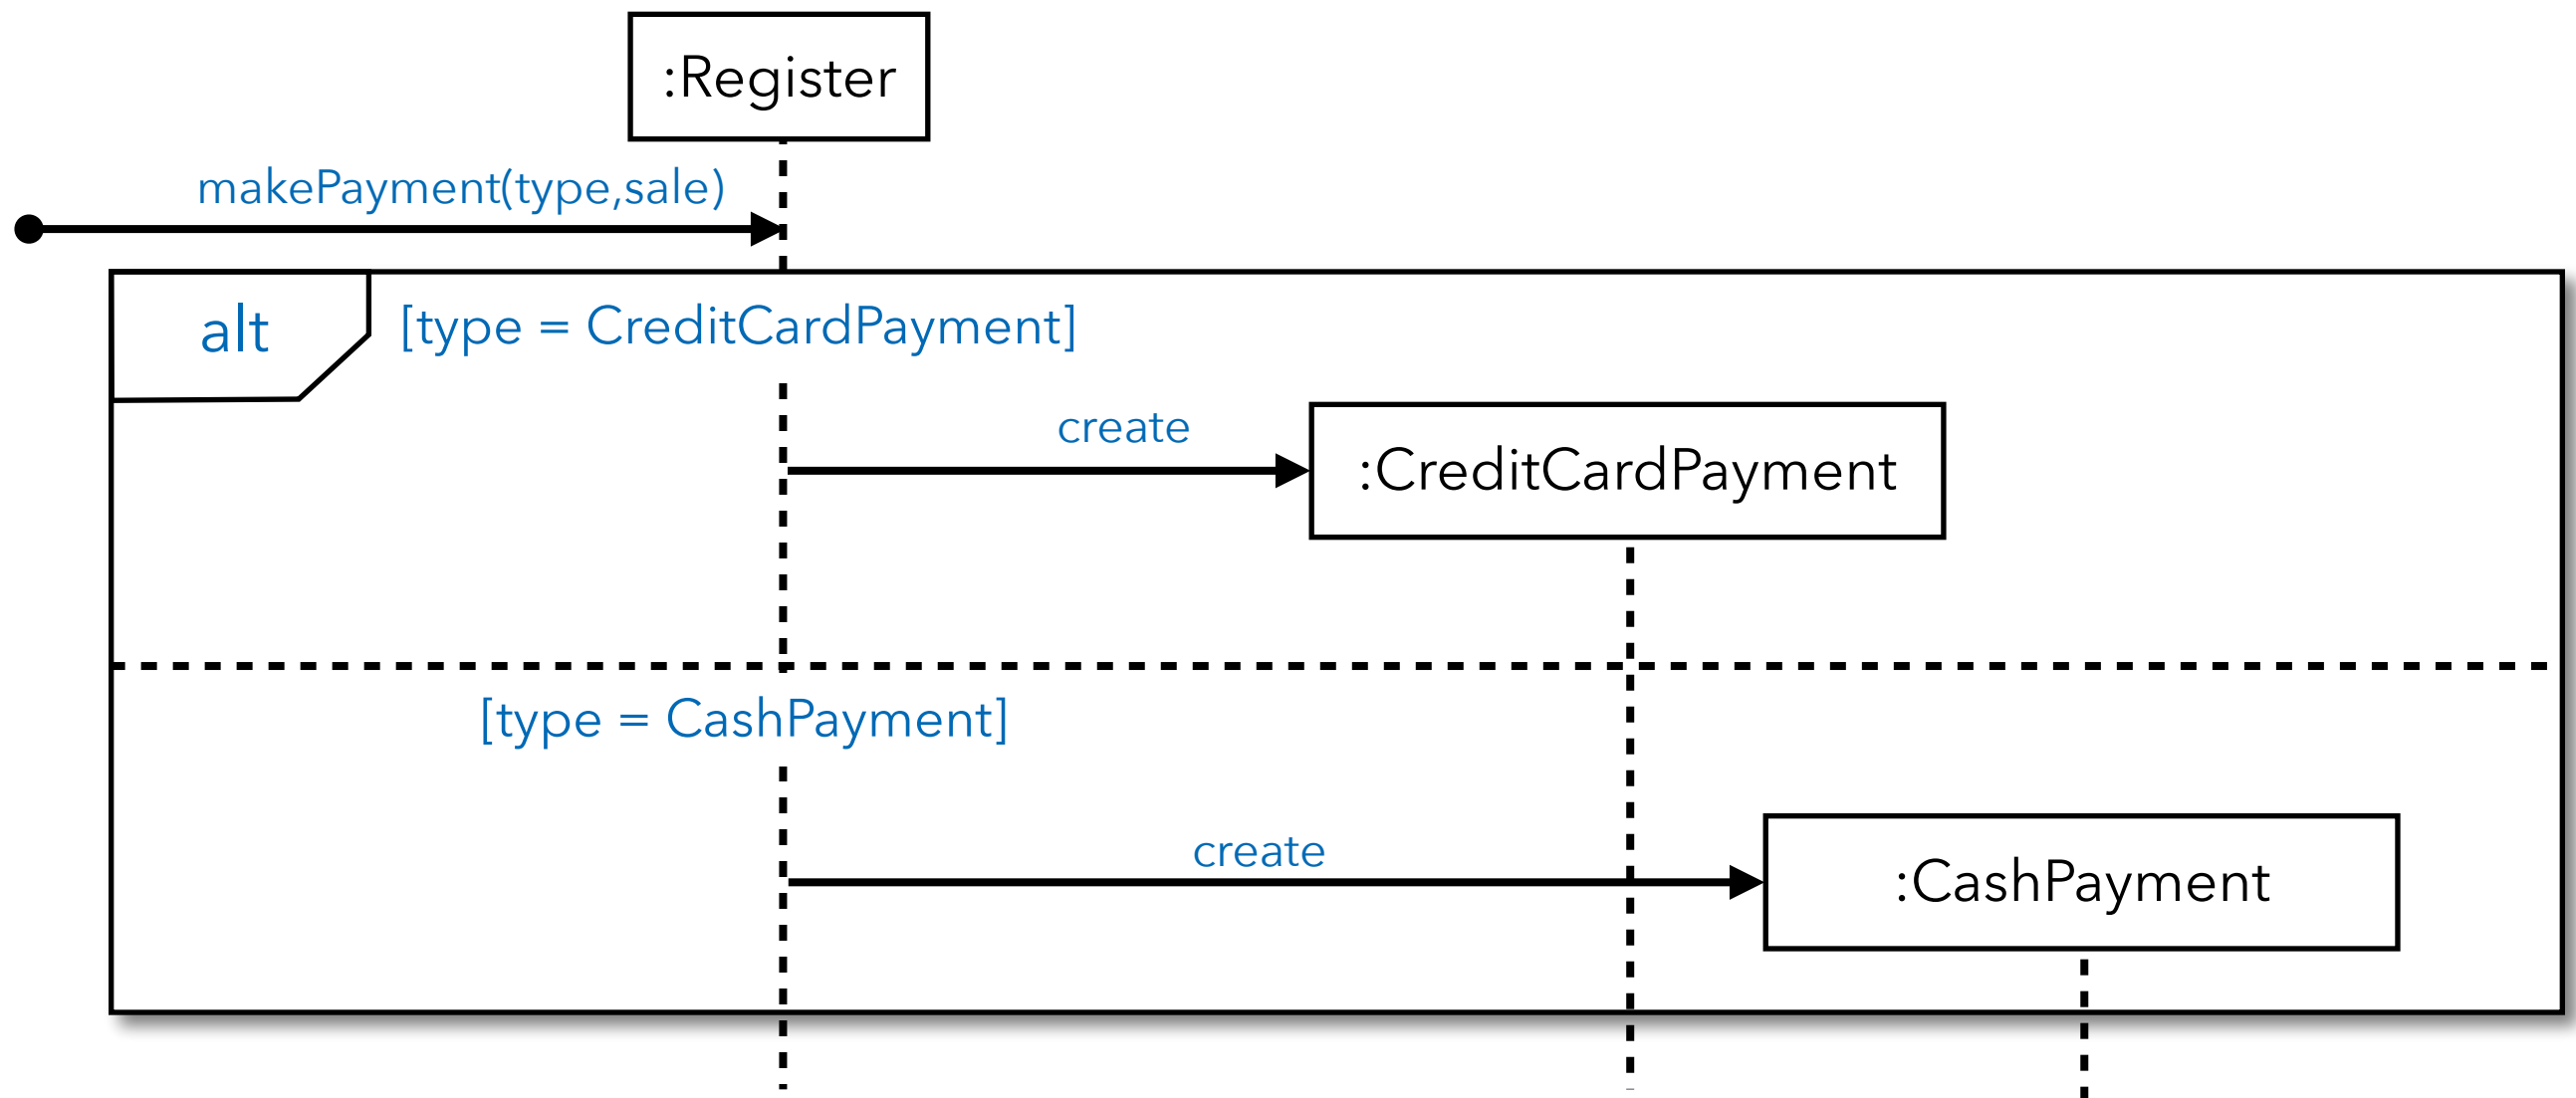 :Register
makePayment(type,sale)
alt
[type = CreditCardPayment]
create
:CreditCardPayment
[type = CashPayment]
create
:CashPayment